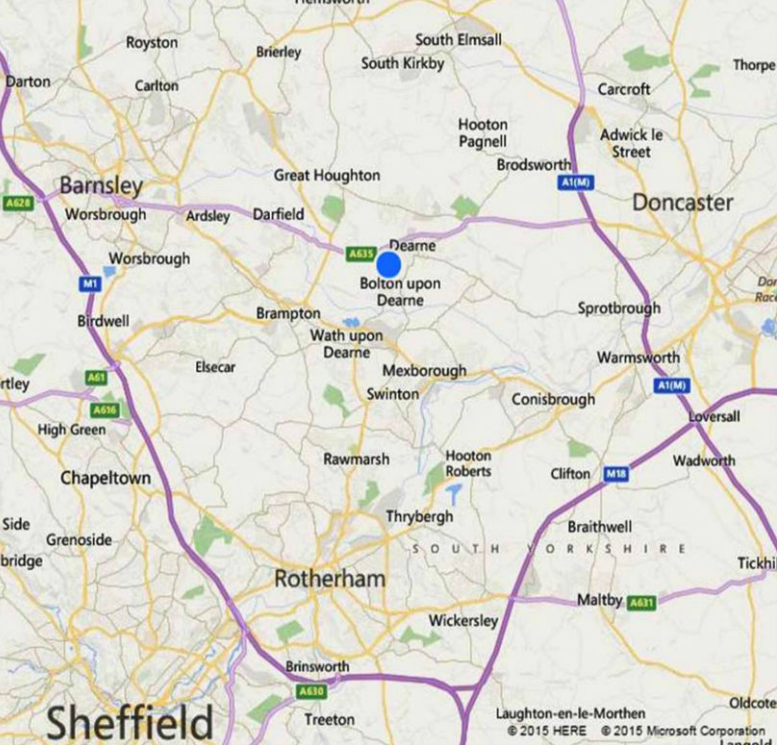 Hemsworth
Royston
Brierley
South Elmsall
South Kirkby
Darton
Carlton
Carcroft
Thorpe
Hooton
Pagnell
Adwick le
Street
Brodsworth
Great Houghton
A1(M)
Barnsley
A628
Worsbrough
Ardsley
Darfield
Doncaster
Dearne
A635
Worsbrough
M1
Bolton upon
Dearne
Birdwell
Brampton
Sprotbrough
Wath upon
Dearne
Elsecar
Mexborough
Warmsworth
A61
rtley
Swinton
Conisbrough
A1(M)
A616
Loversall
High Green
Rawmarsh
Hooton
Roberts
Clifton
M18
Wadworth
Chapeltown
Thrybergh
Side
Grenoside
bridge
Braithwell
SOUTH YORKSHIRE
Tickhi
Rotherham
Maltby
A631
Wickersley
Brinsworth
A630
Oldcote
Sheffield
Treeton
Laughton-en-le-Morthen
© 2015 HERE © 2015 Microsoft Corporation